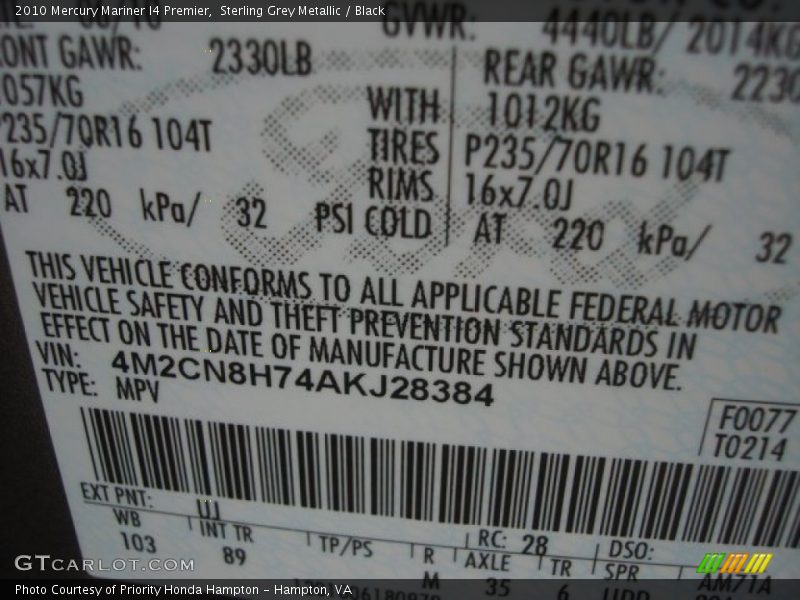 2010 Mercury Mariner I4 Premier, Sterling Grey Metallic / Black
GVWR: 4440LB/ 2014KG
ONT GAWR: 2330LB
REAR GAWR: 2230
057KG
WITH 1012KG
P235/70R16 104T TIRES P235/70R16 104T
16x7.0J RIMS 16x7.0J
AT 220 kPa/ 32 PSI COLD AT 220 kPa/ 32
THIS VEHICLE CONFORMS TO ALL APPLICABLE FEDERAL MOTOR
VEHICLE SAFETY AND THEFT PREVENTION STANDARDS IN
EFFECT ON THE DATE OF MANUFACTURE SHOWN ABOVE.
VIN: 4M2CN8H74AKJ28384
TYPE: MPV
F0077
T0214
EXT PNT: UJ RC: 28 DSO:
WB INT TR TP/PS R AXLE TR SPR
103 89 M 35 6 AM71A
GTCARLOT.COM
Photo Courtesy of Priority Honda Hampton - Hampton, VA